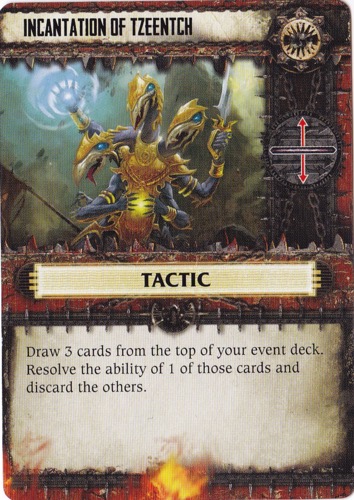 INCANTATION OF TZEENTCH
TACTIC
Draw 3 cards from the top of your event deck.
Resolve the ability of 1 of those cards and
discard the others.